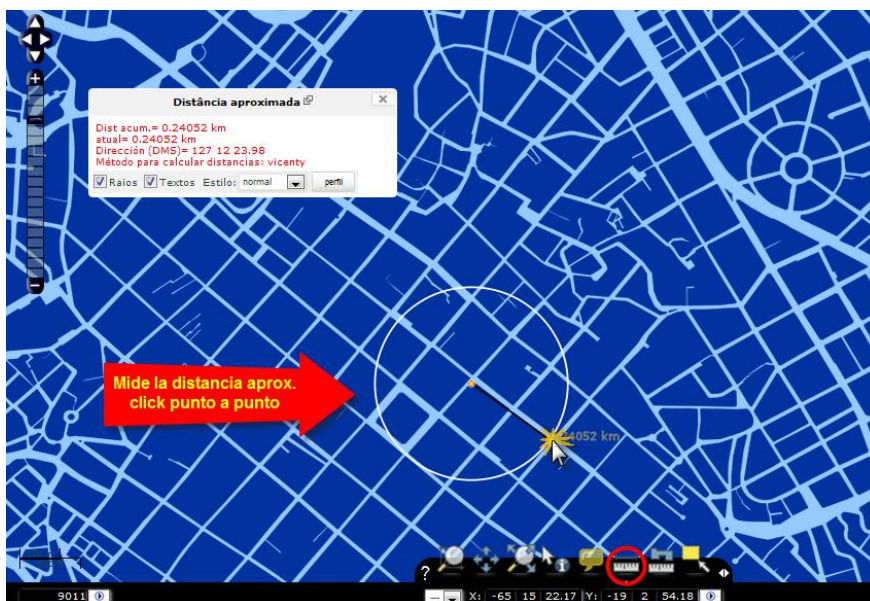 Distância aproximada
Dist acum.= 0.24052 km
atual= 0.24052 km
Dirección (DMS)= 127 12 23.98
Método para calcular distancias: vicenty
Raios Textos Estilo: normal perfil
Mide la distancia aprox.
click punto a punto
4052 km
?
9011 --- X: -65 15 22.17 Y: -19 2 54.18